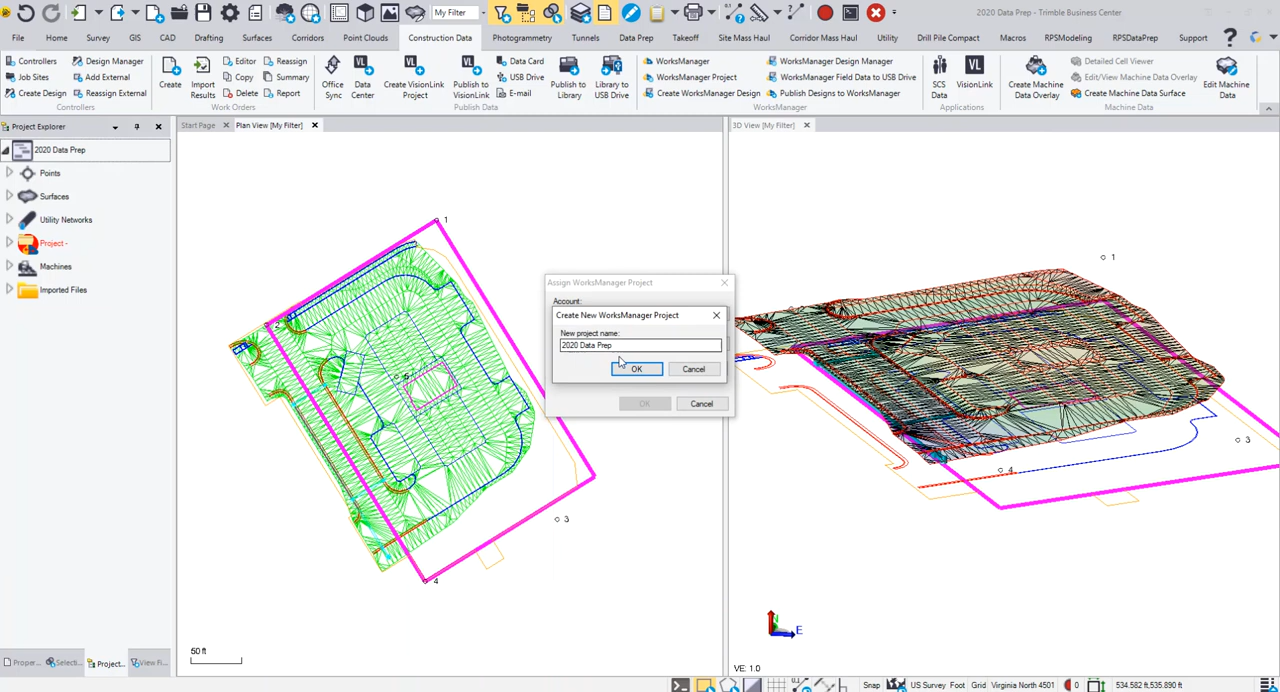 My Filter
2020 Data Prep - Trimble Business Center
File Home Survey GIS CAD Drafting Surfaces Corridors Point Clouds Construction Data Photogrammetry Tunnels Data Prep Takeoff Site Mass Haul Corridor Mass Haul Utility Drill Pile Compact Macros RPSModeling RPSDataPrep Support
Controllers Design Manager
Job Sites Add External
Create Design Reassign External
Controllers
Create
Import Results
Editor Reassign
Copy Summary
Delete Report
Work Orders
Office Sync
Data Center
Create VisionLink Project
Publish to VisionLink
Data Card
USB Drive
E-mail
Publish to Library
Library to USB Drive
Publish Data
WorksManager WorksManager Design Manager
WorksManager Project WorksManager Field Data to USB Drive
Create WorksManager Design Publish Designs to WorksManager
WorksManager
SCS Data
VisionLink
Applications
Create Machine Data Overlay
Detailed Cell Viewer
Edit/View Machine Data Overlay
Create Machine Data Surface
Edit Machine Data
Machine Data
Project Explorer
Start Page
Plan View [My Filter]
3D View [My Filter]
2020 Data Prep
Points
Surfaces
Utility Networks
Project -
Machines
Imported Files
1
2
3
4
5
1
3
4
Assign WorksManager Project
Account:
Create New WorksManager Project
New project name:
2020 Data Prep
OK Cancel
OK Cancel
50 ft
E
VE: 1.0
Proper... Selecti... Project... View Fi...
Snap US Survey Foot Grid Virginia North 4501 0 534.582 ft,535.890 ft